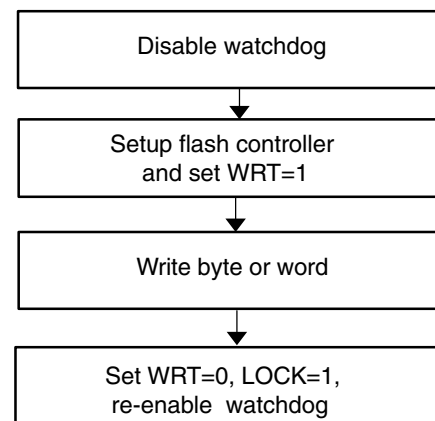 Disable watchdog
Setup flash controller
and set WRT=1
Write byte or word
Set WRT=0, LOCK=1,
re-enable watchdog